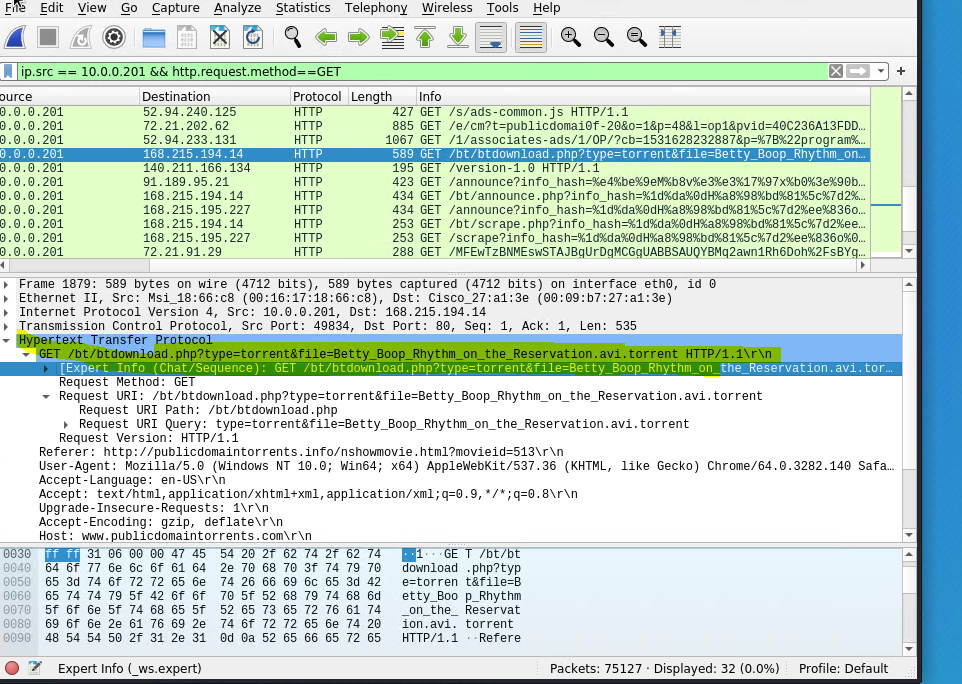 File Edit View Go Capture Analyze Statistics Telephony Wireless Tools Help
ip.src == 10.0.0.201 && http.request.method==GET
ource Destination Protocol Length Info
0.0.0.201 52.94.240.125 HTTP 427 GET /s/ads-common.js HTTP/1.1
0.0.0.201 72.21.202.62 HTTP 885 GET /e/cm?t=publicdomai0f-20&o=1&p=48&l=op1&pvid=40C236A13FDD…
0.0.0.201 52.94.233.131 HTTP 1067 GET /1/associates-ads/1/OP/?cb=1531628232887&p=%7B%22program%…
0.0.0.201 168.215.194.14 HTTP 589 GET /bt/btdownload.php?type=torrent&file=Betty_Boop_Rhythm_on…
0.0.0.201 140.211.166.134 HTTP 195 GET /version-1.0 HTTP/1.1
0.0.0.201 91.189.95.21 HTTP 423 GET /announce?info_hash=%e4%be%9eM%b8v%e3%e3%17%97x%b0%3e%90b…
0.0.0.201 168.215.194.14 HTTP 434 GET /bt/announce.php?info_hash=%1d%da%0dH%a8%98%bd%81%5c%7d2%…
0.0.0.201 168.215.195.227 HTTP 434 GET /announce?info_hash=%1d%da%0dH%a8%98%bd%81%5c%7d2%ee%836o…
0.0.0.201 168.215.194.14 HTTP 253 GET /bt/scrape.php?info_hash=%1d%da%0dH%a8%98%bd%81%5c%7d2%ee…
0.0.0.201 168.215.195.227 HTTP 253 GET /scrape?info_hash=%1d%da%0dH%a8%98%bd%81%5c%7d2%ee%836o%0…
0.0.0.201 72.21.91.29 HTTP 288 GET /MFEwTzBNMEswSTAJBgUrDgMCGgUABBSAUQYBMq2awn1Rh6Doh%2FsBYg…
Frame 1879: 589 bytes on wire (4712 bits), 589 bytes captured (4712 bits) on interface eth0, id 0
Ethernet II, Src: Msi_18:66:c8 (00:16:17:18:66:c8), Dst: Cisco_27:a1:3e (00:09:b7:27:a1:3e)
Internet Protocol Version 4, Src: 10.0.0.201, Dst: 168.215.194.14
Transmission Control Protocol, Src Port: 49834, Dst Port: 80, Seq: 1, Ack: 1, Len: 535
Hypertext Transfer Protocol
GET /bt/btdownload.php?type=torrent&file=Betty_Boop_Rhythm_on_the_Reservation.avi.torrent HTTP/1.1\r\n
[Expert Info (Chat/Sequence): GET /bt/btdownload.php?type=torrent&file=Betty_Boop_Rhythm_on_the_Reservation.avi.tor…
Request Method: GET
Request URI: /bt/btdownload.php?type=torrent&file=Betty_Boop_Rhythm_on_the_Reservation.avi.torrent
Request URI Path: /bt/btdownload.php
Request URI Query: type=torrent&file=Betty_Boop_Rhythm_on_the_Reservation.avi.torrent
Request Version: HTTP/1.1
Referer: http://publicdomaintorrents.info/nshowmovie.html?movieid=513\r\n
User-Agent: Mozilla/5.0 (Windows NT 10.0; Win64; x64) AppleWebKit/537.36 (KHTML, like Gecko) Chrome/64.0.3282.140 Safa…
Accept-Language: en-US\r\n
Accept: text/html,application/xhtml+xml,application/xml;q=0.9,*/*;q=0.8\r\n
Upgrade-Insecure-Requests: 1\r\n
Accept-Encoding: gzip, deflate\r\n
Host: www.publicdomaintorrents.com\r\n
0030 ff ff 31 06 00 00 47 45 54 20 2f 62 74 2f 62 74 ··1···GE T /bt/bt
0040 64 6f 77 6e 6c 6f 61 64 2e 70 68 70 3f 74 79 70 download .php?typ
0050 65 3d 74 6f 72 72 65 6e 74 26 66 69 6c 65 3d 42 e=torren t&file=B
0060 65 74 74 79 5f 42 6f 6f 70 5f 52 68 79 74 68 6d etty_Boo p_Rhythm
0070 5f 6f 6e 5f 74 68 65 5f 52 65 73 65 72 76 61 74 _on_the_ Reservat
0080 69 6f 6e 2e 61 76 69 2e 74 6f 72 72 65 6e 74 20 ion.avi. torrent
0090 48 54 54 50 2f 31 2e 31 0d 0a 52 65 66 65 72 65 HTTP/1.1 ··Refere
Expert Info (_ws.expert) Packets: 75127 · Displayed: 32 (0.0%) Profile: Default